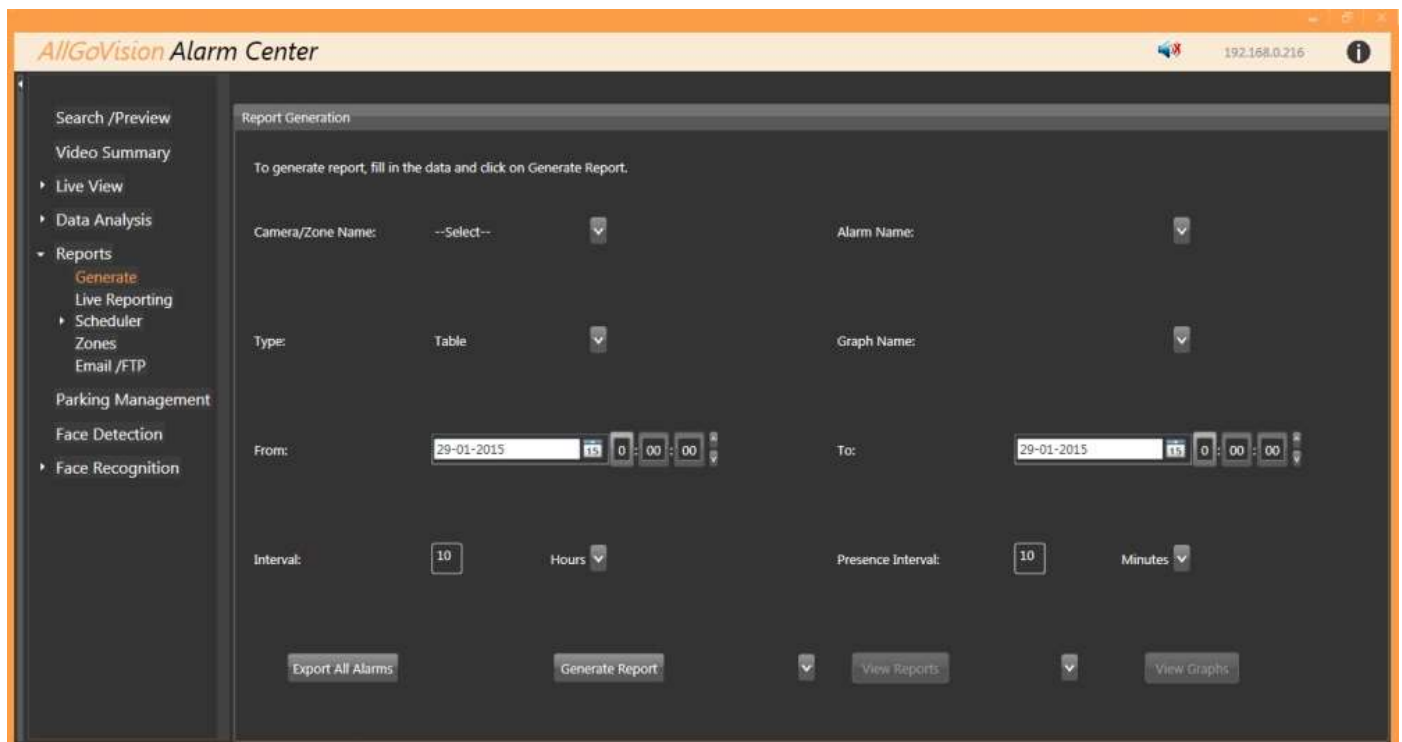 AllGoVision Alarm Center
192.168.0.216
Search /Preview
Video Summary
Live View
Data Analysis
Reports
Generate
Live Reporting
Scheduler
Zones
Email /FTP
Parking Management
Face Detection
Face Recognition
Report Generation
To generate report, fill in the data and click on Generate Report.
Camera/Zone Name: --Select-- Alarm Name:
Type: Table Graph Name:
From: 29-01-2015 15 0 : 00 : 00 To: 29-01-2015 15 0 : 00 : 00
Interval: 10 Hours Presence Interval: 10 Minutes
Export All Alarms Generate Report View Reports View Graphs